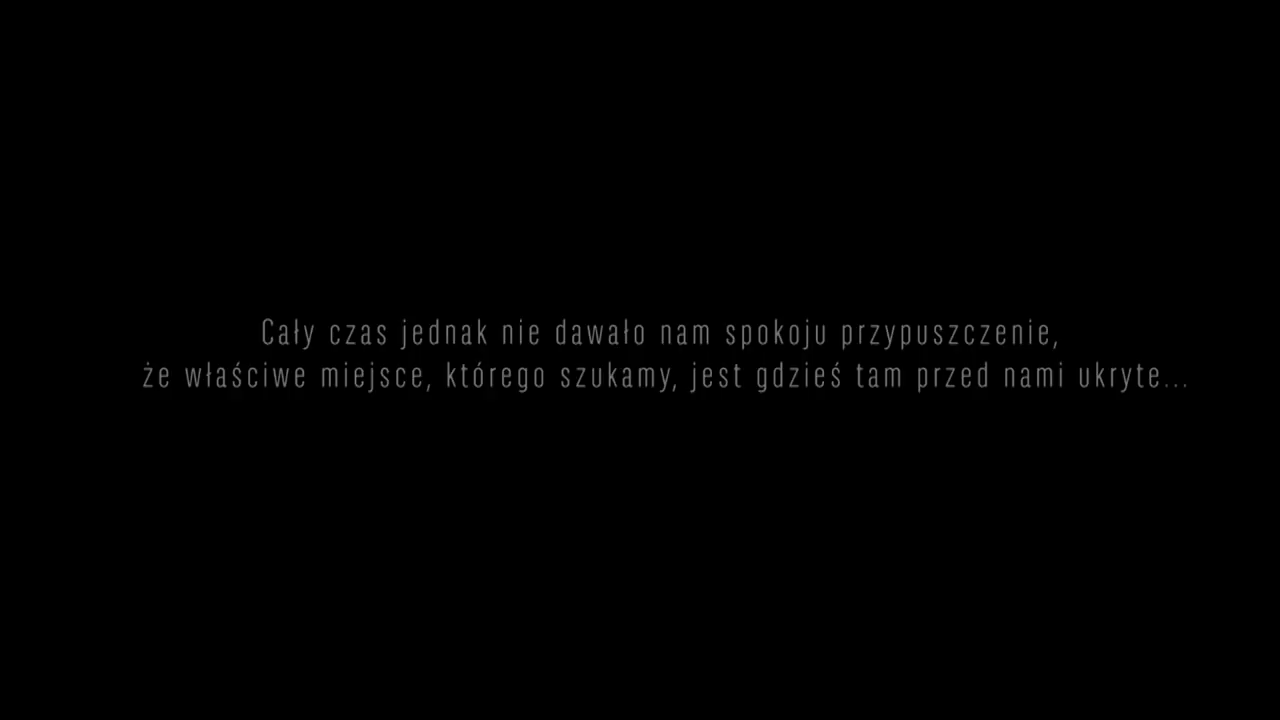 Cały czas jednak nie dawało nam spokoju przypuszczenie,
że właściwe miejsce, którego szukamy, jest gdzieś tam przed nami ukryte...